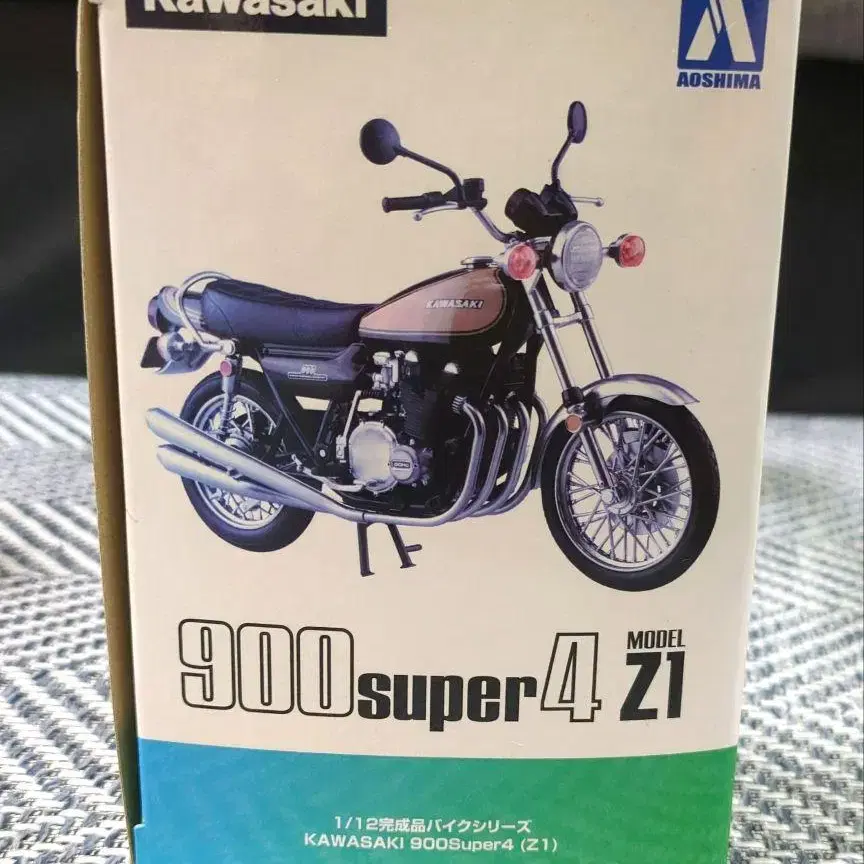 Kawasaki
AOSHIMA
KAWASAKI
900
900super4 MODEL Z1
1/12完成品バイクシリーズ
KAWASAKI 900Super4 (Z1)